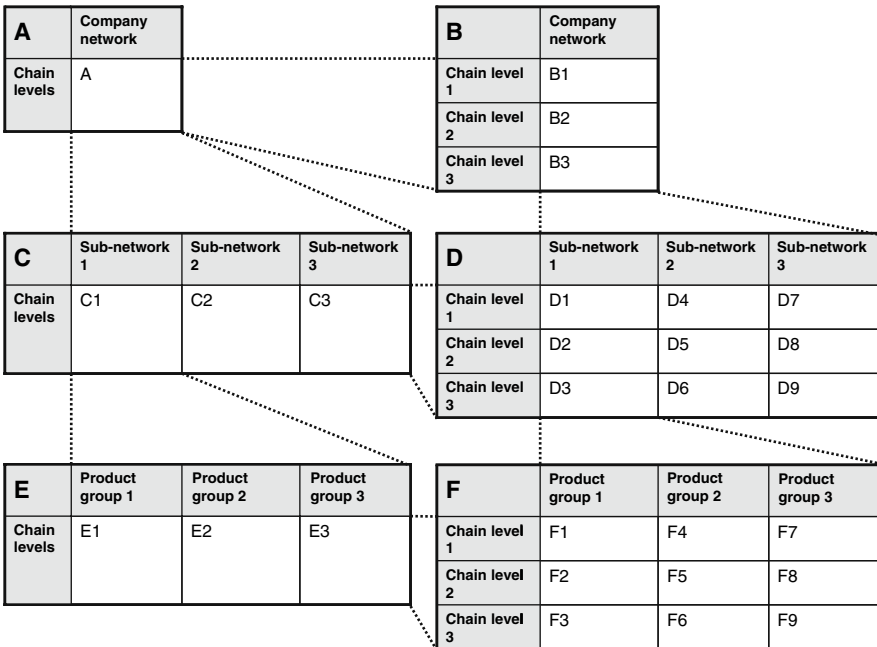 A
Company
network
Chain
levels
A
B
Company
network
Chain level
1
B1
Chain level
2
B2
Chain level
3
B3
C
Sub-network
1
Sub-network
2
Sub-network
3
Chain
levels
C1
C2
C3
D
Sub-network
1
Sub-network
2
Sub-network
3
Chain level
1
D1
D4
D7
Chain level
2
D2
D5
D8
Chain level
3
D3
D6
D9
E
Product
group 1
Product
group 2
Product
group 3
Chain
levels
E1
E2
E3
F
Product
group 1
Product
group 2
Product
group 3
Chain level
1
F1
F4
F7
Chain level
2
F2
F5
F8
Chain level
3
F3
F6
F9